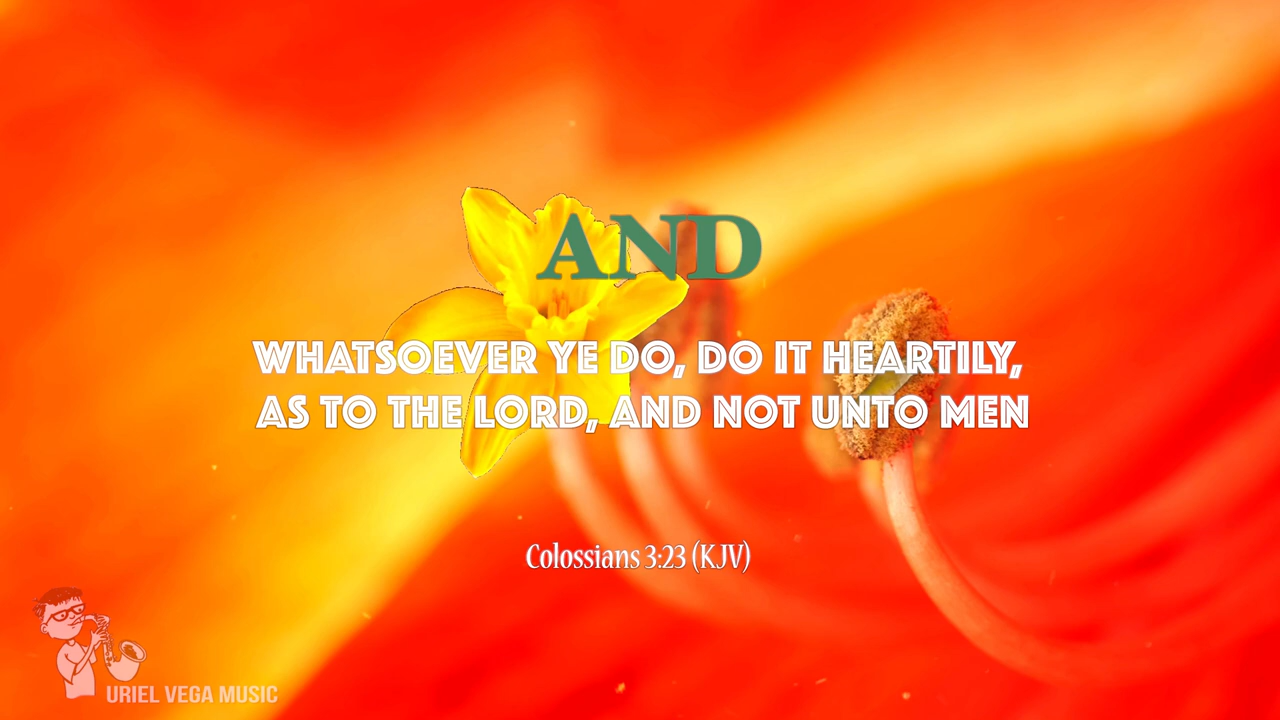 AND
WHATSOEVER YE DO, DO IT HEARTILY,
AS TO THE LORD, AND NOT UNTO MEN
Colossians 3:23 (KJV)
URIEL VEGA MUSIC